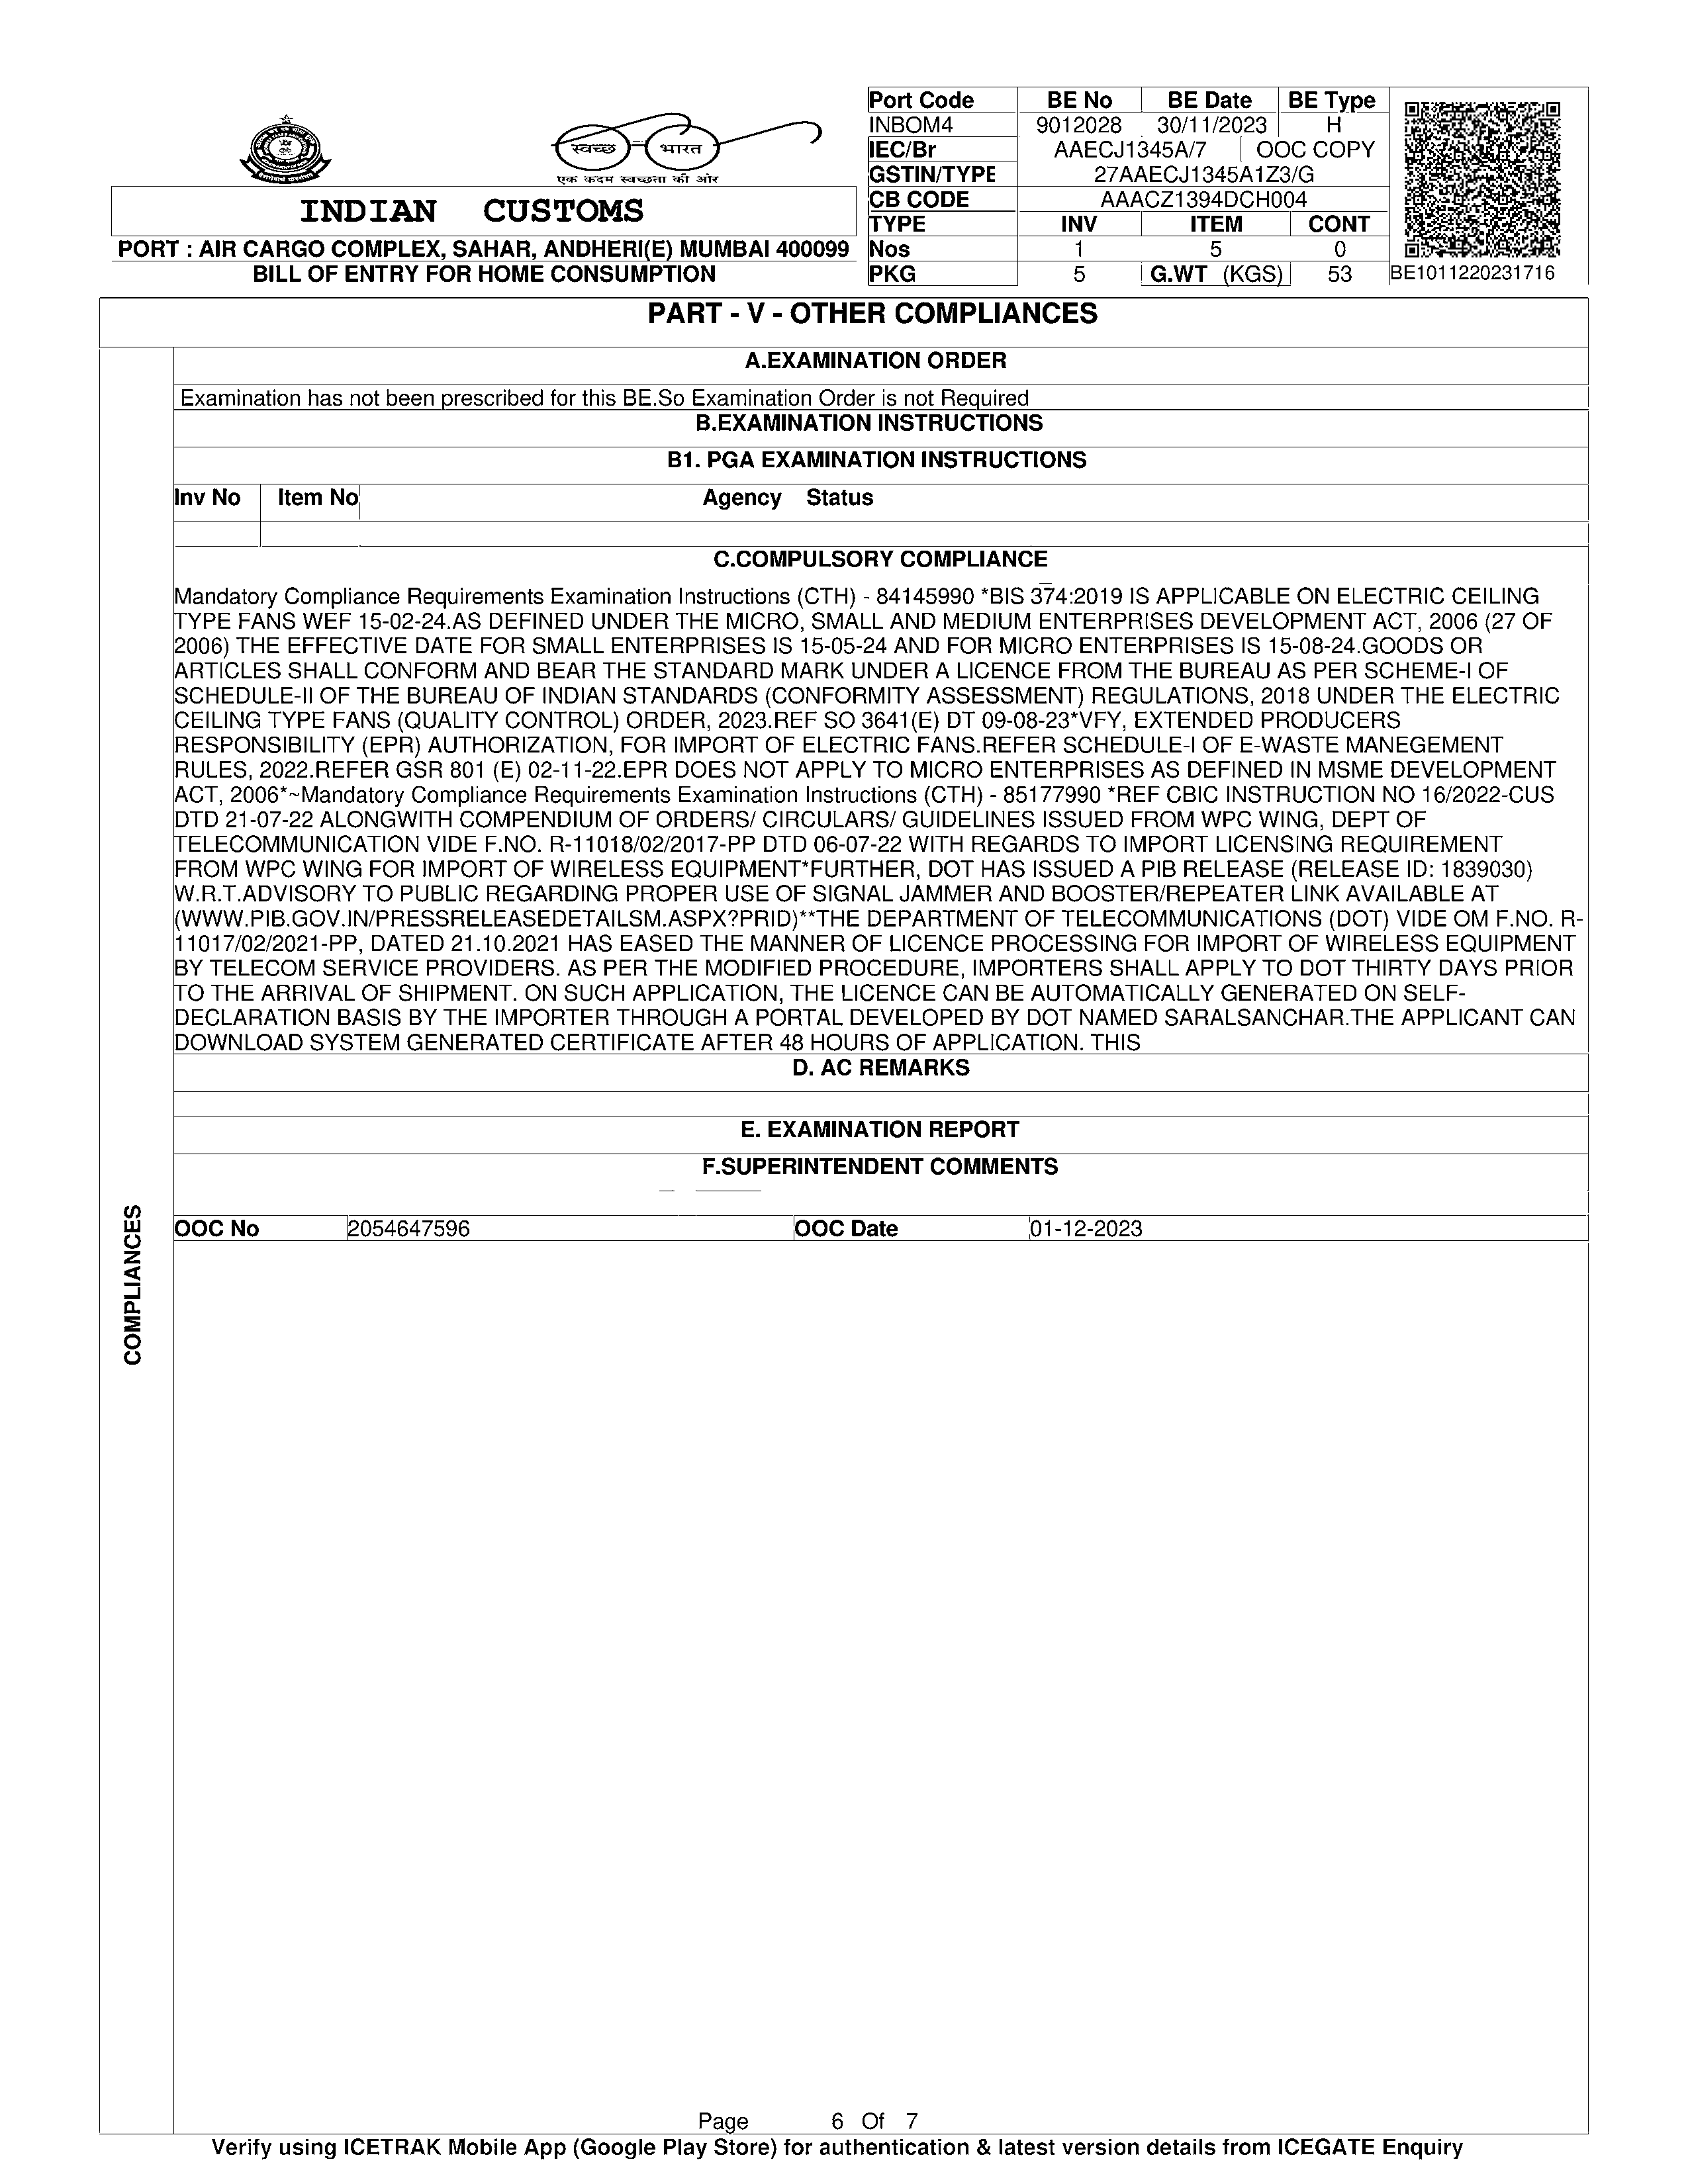 Port Code BE No BE Date BE Type
INBOM4 9012028 30/11/2023 H
IEC/Br AAECJ1345A/7 OOC COPY
GSTIN/TYPE 27AAECJ1345A1Z3/G
CB CODE AAACZ1394DCH004
TYPE INV ITEM CONT
Nos 1 5 0
PKG 5 G.WT (KGS) 53
BE1011220231716
स्वच्छ भारत
एक कदम स्वच्छता की ओर
INDIAN CUSTOMS
PORT : AIR CARGO COMPLEX, SAHAR, ANDHERI(E) MUMBAI 400099
BILL OF ENTRY FOR HOME CONSUMPTION
PART - V - OTHER COMPLIANCES
A.EXAMINATION ORDER
Examination has not been prescribed for this BE.So Examination Order is not Required
B.EXAMINATION INSTRUCTIONS
B1. PGA EXAMINATION INSTRUCTIONS
Inv No Item No Agency Status
C.COMPULSORY COMPLIANCE
Mandatory Compliance Requirements Examination Instructions (CTH) - 84145990 *BIS 374:2019 IS APPLICABLE ON ELECTRIC CEILING
TYPE FANS WEF 15-02-24.AS DEFINED UNDER THE MICRO, SMALL AND MEDIUM ENTERPRISES DEVELOPMENT ACT, 2006 (27 OF
2006) THE EFFECTIVE DATE FOR SMALL ENTERPRISES IS 15-05-24 AND FOR MICRO ENTERPRISES IS 15-08-24.GOODS OR
ARTICLES SHALL CONFORM AND BEAR THE STANDARD MARK UNDER A LICENCE FROM THE BUREAU AS PER SCHEME-I OF
SCHEDULE-II OF THE BUREAU OF INDIAN STANDARDS (CONFORMITY ASSESSMENT) REGULATIONS, 2018 UNDER THE ELECTRIC
CEILING TYPE FANS (QUALITY CONTROL) ORDER, 2023.REF SO 3641(E) DT 09-08-23*VFY, EXTENDED PRODUCERS
RESPONSIBILITY (EPR) AUTHORIZATION, FOR IMPORT OF ELECTRIC FANS.REFER SCHEDULE-I OF E-WASTE MANEGEMENT
RULES, 2022.REFER GSR 801 (E) 02-11-22.EPR DOES NOT APPLY TO MICRO ENTERPRISES AS DEFINED IN MSME DEVELOPMENT
ACT, 2006*~Mandatory Compliance Requirements Examination Instructions (CTH) - 85177990 *REF CBIC INSTRUCTION NO 16/2022-CUS
DTD 21-07-22 ALONGWITH COMPENDIUM OF ORDERS/ CIRCULARS/ GUIDELINES ISSUED FROM WPC WING, DEPT OF
TELECOMMUNICATION VIDE F.NO. R-11018/02/2017-PP DTD 06-07-22 WITH REGARDS TO IMPORT LICENSING REQUIREMENT
FROM WPC WING FOR IMPORT OF WIRELESS EQUIPMENT*FURTHER, DOT HAS ISSUED A PIB RELEASE (RELEASE ID: 1839030)
W.R.T.ADVISORY TO PUBLIC REGARDING PROPER USE OF SIGNAL JAMMER AND BOOSTER/REPEATER LINK AVAILABLE AT
(WWW.PIB.GOV.IN/PRESSRELEASEDETAILSM.ASPX?PRID)**THE DEPARTMENT OF TELECOMMUNICATIONS (DOT) VIDE OM F.NO. R-
11017/02/2021-PP, DATED 21.10.2021 HAS EASED THE MANNER OF LICENCE PROCESSING FOR IMPORT OF WIRELESS EQUIPMENT
BY TELECOM SERVICE PROVIDERS. AS PER THE MODIFIED PROCEDURE, IMPORTERS SHALL APPLY TO DOT THIRTY DAYS PRIOR
TO THE ARRIVAL OF SHIPMENT. ON SUCH APPLICATION, THE LICENCE CAN BE AUTOMATICALLY GENERATED ON SELF-
DECLARATION BASIS BY THE IMPORTER THROUGH A PORTAL DEVELOPED BY DOT NAMED SARALSANCHAR.THE APPLICANT CAN
DOWNLOAD SYSTEM GENERATED CERTIFICATE AFTER 48 HOURS OF APPLICATION. THIS
D. AC REMARKS
E. EXAMINATION REPORT
F.SUPERINTENDENT COMMENTS
OOC No 2054647596 OOC Date 01-12-2023
COMPLIANCES
Page 6 Of 7
Verify using ICETRAK Mobile App (Google Play Store) for authentication & latest version details from ICEGATE Enquiry